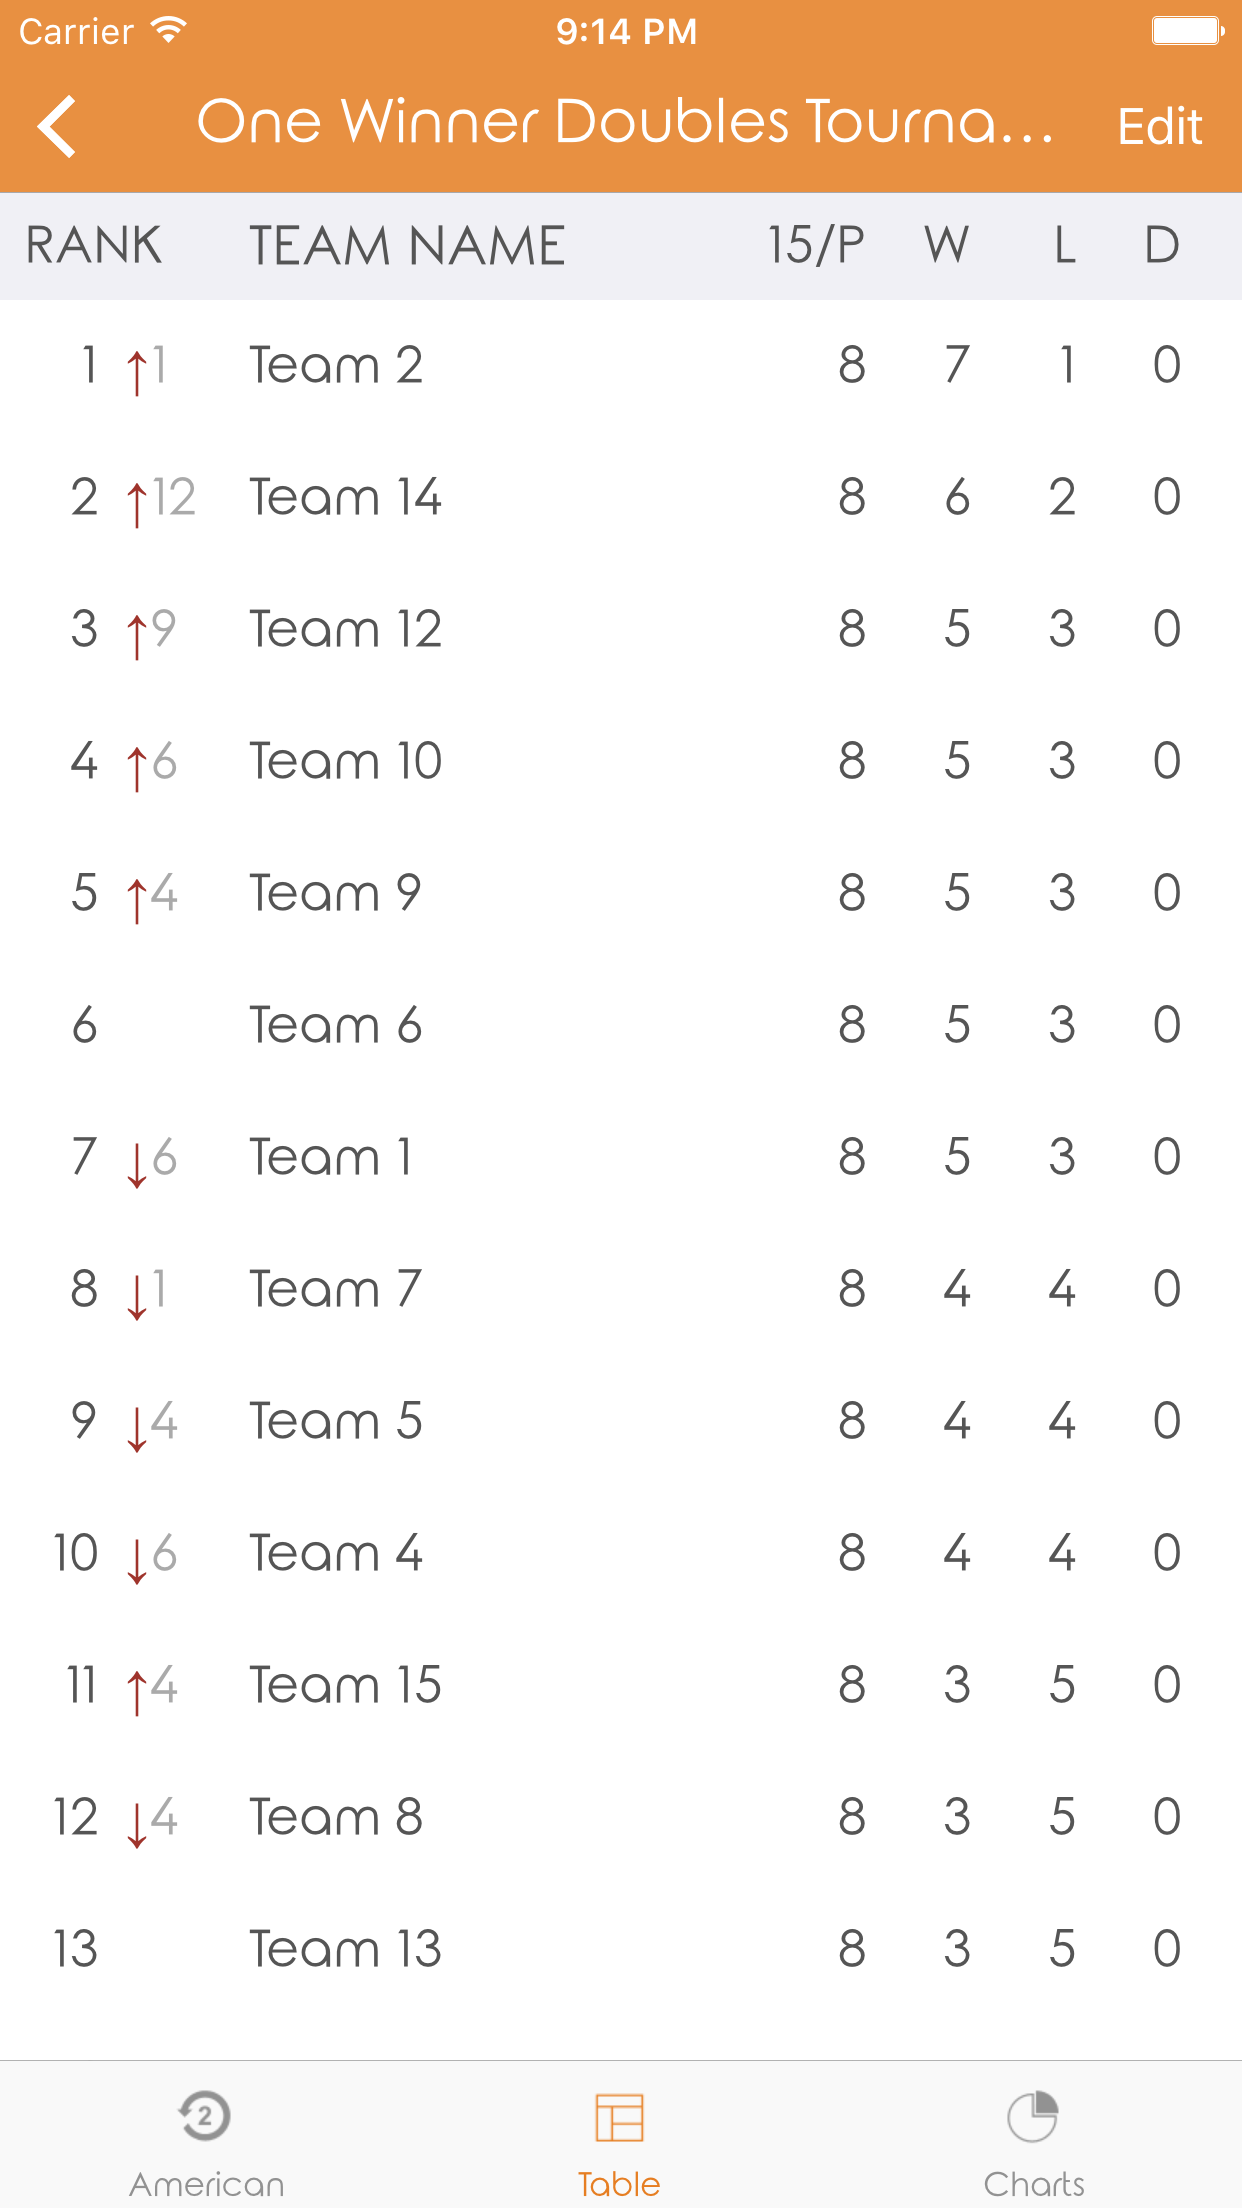 Carrier 9:14 PM
One Winner Doubles Tourna... Edit
RANK TEAM NAME 15/P W L D
1 ↑1 Team 2 8 7 1 0
2 ↑12 Team 14 8 6 2 0
3 ↑9 Team 12 8 5 3 0
4 ↑6 Team 10 8 5 3 0
5 ↑4 Team 9 8 5 3 0
6 Team 6 8 5 3 0
7 ↓6 Team 1 8 5 3 0
8 ↓1 Team 7 8 4 4 0
9 ↓4 Team 5 8 4 4 0
10 ↓6 Team 4 8 4 4 0
11 ↑4 Team 15 8 3 5 0
12 ↓4 Team 8 8 3 5 0
13 Team 13 8 3 5 0
2
American Table Charts